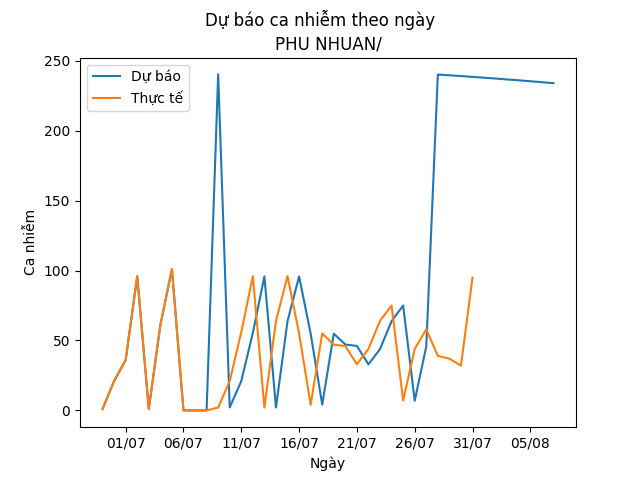 Dự báo ca nhiễm theo ngày
PHU NHUAN/
Dự báo
Thực tế
Ca nhiễm
250
200
150
100
50
0
01/07 06/07 11/07 16/07 21/07 26/07 31/07 05/08
Ngày